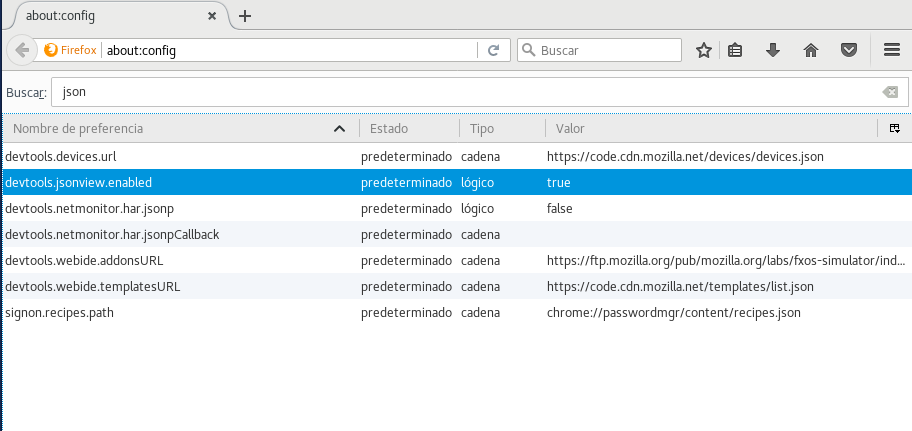 about:config
Firefox about:config Buscar
Buscar: json
Nombre de preferencia Estado Tipo Valor
devtools.devices.url predeterminado cadena https://code.cdn.mozilla.net/devices/devices.json
devtools.jsonview.enabled predeterminado lógico true
devtools.netmonitor.har.jsonp predeterminado lógico false
devtools.netmonitor.har.jsonpCallback predeterminado cadena
devtools.webide.addonsURL predeterminado cadena https://ftp.mozilla.org/pub/mozilla.org/labs/fxos-simulator/ind...
devtools.webide.templatesURL predeterminado cadena https://code.cdn.mozilla.net/templates/list.json
signon.recipes.path predeterminado cadena chrome://passwordmgr/content/recipes.json